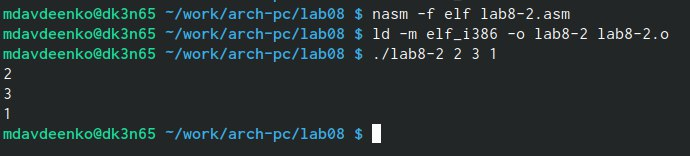 mdavdeenko@dk3n65 ~/work/arch-pc/lab08 $ nasm -f elf lab8-2.asm
mdavdeenko@dk3n65 ~/work/arch-pc/lab08 $ ld -m elf_i386 -o lab8-2 lab8-2.o
mdavdeenko@dk3n65 ~/work/arch-pc/lab08 $ ./lab8-2 2 3 1
2
3
1
mdavdeenko@dk3n65 ~/work/arch-pc/lab08 $